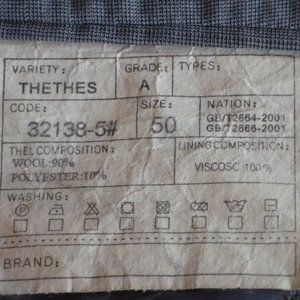 VARIETY: GRADE: TYPES:
THETHES A
CODE: SIZE: NATION:
32138-5# 50 GB/T2664-2001
GB/T2666-2001
THEL COMPOSITION: LINING COMPOSITION:
WOOL:90% VISCOSC 100%
POLYESTER:10%
WASHING:
BRAND: